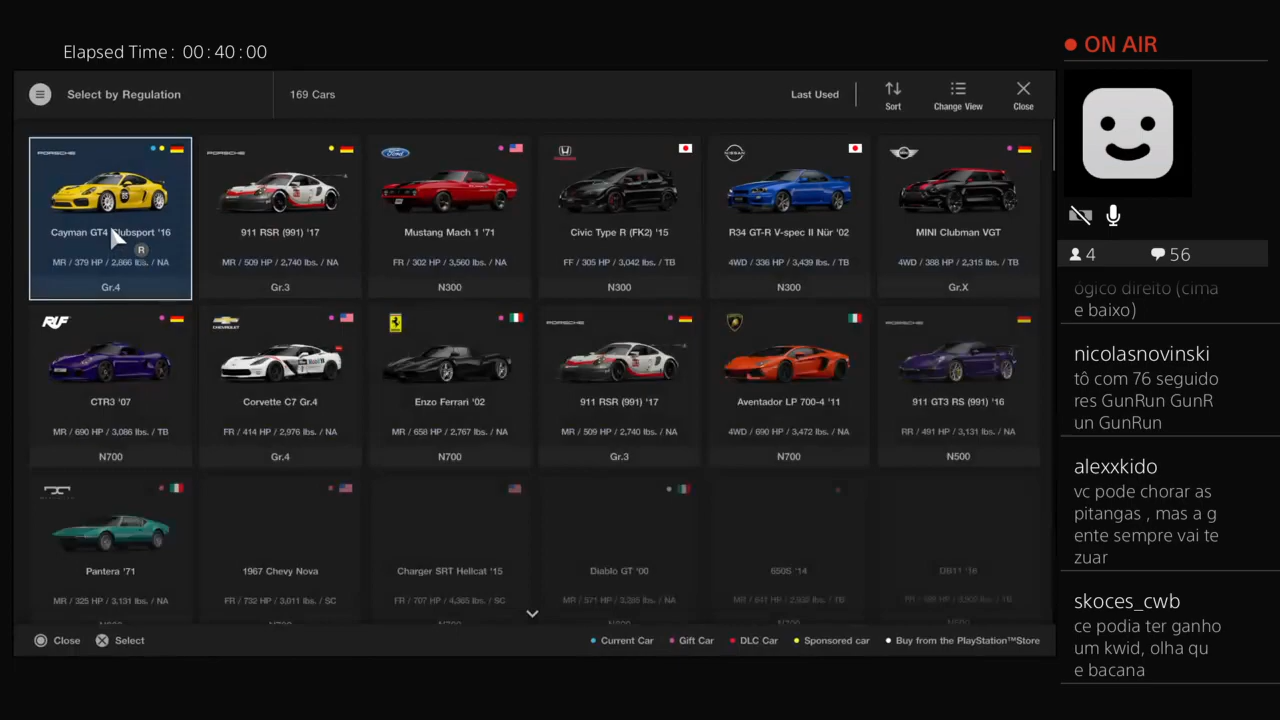 Elapsed Time : 00:40:00
ON AIR
Select by Regulation
169 Cars
Last Used
Sort
Change View
Close
PORSCHE
Cayman GT4 Clubsport '16
R
MR / 379 HP / 2,866 lbs. / NA
Gr.4
PORSCHE
911 RSR (991) '17
MR / 509 HP / 2,740 lbs. / NA
Gr.3
Ford
Mustang Mach 1 '71
FR / 302 HP / 3,560 lbs. / NA
N300
HONDA
Civic Type R (FK2) '15
FF / 305 HP / 3,042 lbs. / TB
N300
NISSAN
R34 GT-R V-spec II Nür '02
4WD / 336 HP / 3,439 lbs. / TB
N300
MINI Clubman VGT
4WD / 388 HP / 2,315 lbs. / TB
Gr.X
RUF
CTR3 '07
MR / 690 HP / 3,086 lbs. / TB
N700
CHEVROLET
Corvette C7 Gr.4
FR / 414 HP / 2,976 lbs. / NA
Gr.4
Enzo Ferrari '02
MR / 658 HP / 2,767 lbs. / NA
N700
PORSCHE
911 RSR (991) '17
MR / 509 HP / 2,740 lbs. / NA
Gr.3
Aventador LP 700-4 '11
4WD / 690 HP / 3,472 lbs. / NA
N700
PORSCHE
911 GT3 RS (991) '16
RR / 491 HP / 3,131 lbs. / NA
N500
Pantera '71
MR / 325 HP / 3,131 lbs. / NA
1967 Chevy Nova
FR / 732 HP / 3,011 lbs. / SC
Charger SRT Hellcat '15
FR / 707 HP / 4,365 lbs. / SC
Diablo GT '00
650S '14
DB11 '16
Close
Select
Current Car
Gift Car
DLC Car
Sponsored car
Buy from the PlayStation™Store
4
56
ógico direito (cima
e baixo)
nicolasnovinski
tô com 76 seguido
res GunRun GunR
un GunRun
alexxkido
vc pode chorar as
pitangas , mas a g
ente sempre vai te
zuar
skoces_cwb
ce podia ter ganho
um kwid, olha qu
e bacana